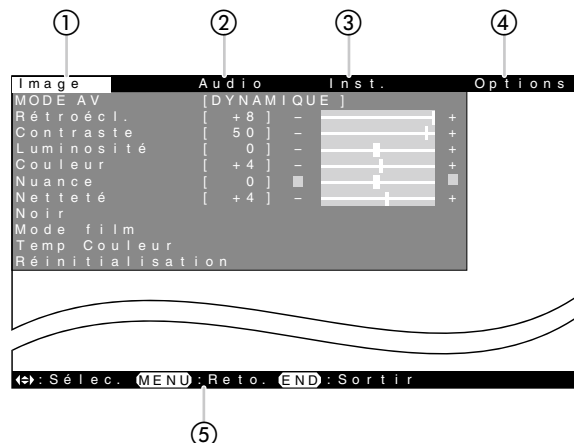 ① ② ③ ④
Image Audio Inst. Options
MODE AV [DYNAMIQUE]
Rétroécl. [ +8 ] – +
Contraste [ 50 ] – +
Luminosité [ 0 ] – +
Couleur [ +4 ] – +
Nuance [ 0 ]
Netteté [ +4 ] – +
Noir
Mode film
Temp Couleur
Réinitialisation
:Sélec. MENU:Reto. END:Sortir
⑤